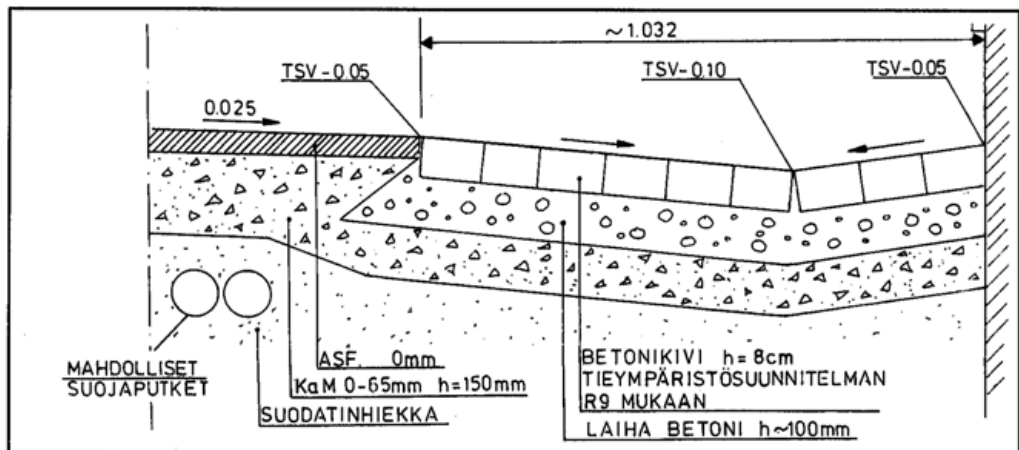 ~1.032
TSV-0.05
TSV-0.10
TSV-0.05
0.025
MAHDOLLISET
SUOJAPUTKET
ASF. 0mm
KaM 0-65mm h=150mm
SUODATINHIEKKA
BETONIKIVI h=8cm
TIEYMPÄRISTÖSUUNNITELMAN
R9 MUKAAN
LAIHA BETONI h~100mm